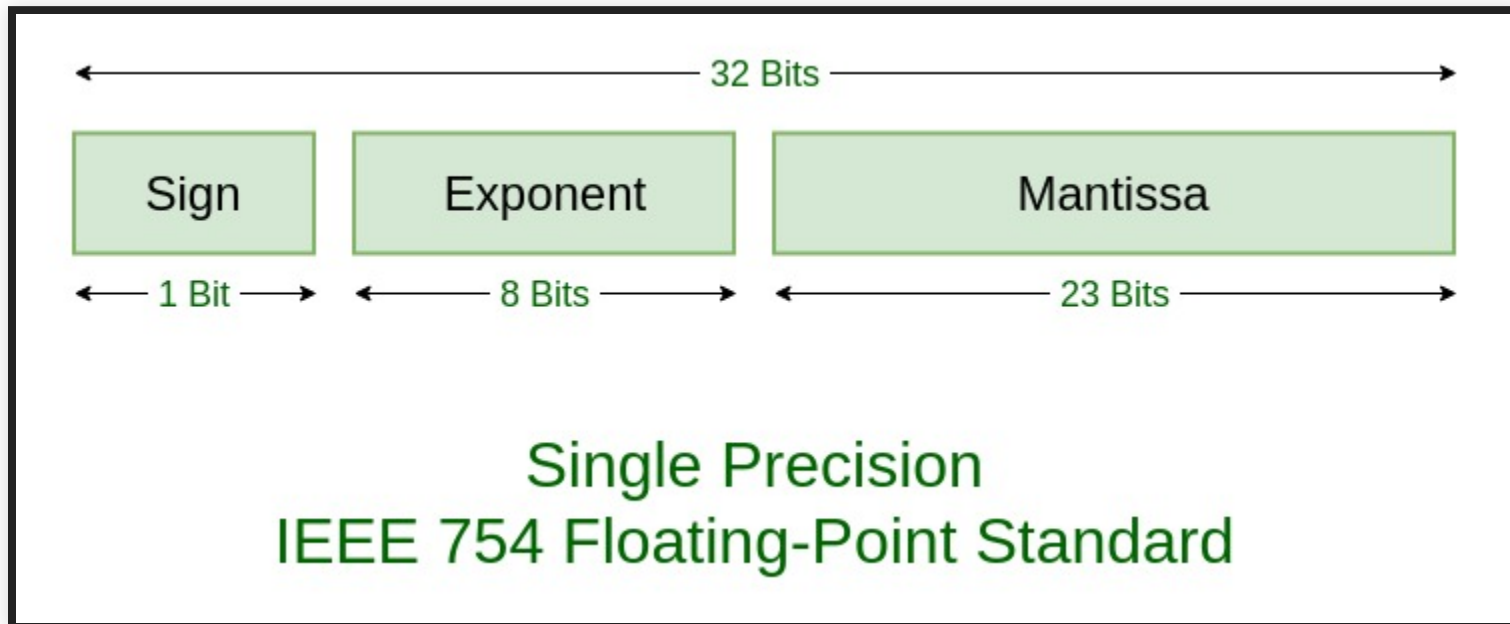 32 Bits
Sign Exponent Mantissa
1 Bit 8 Bits 23 Bits
Single Precision
IEEE 754 Floating-Point Standard